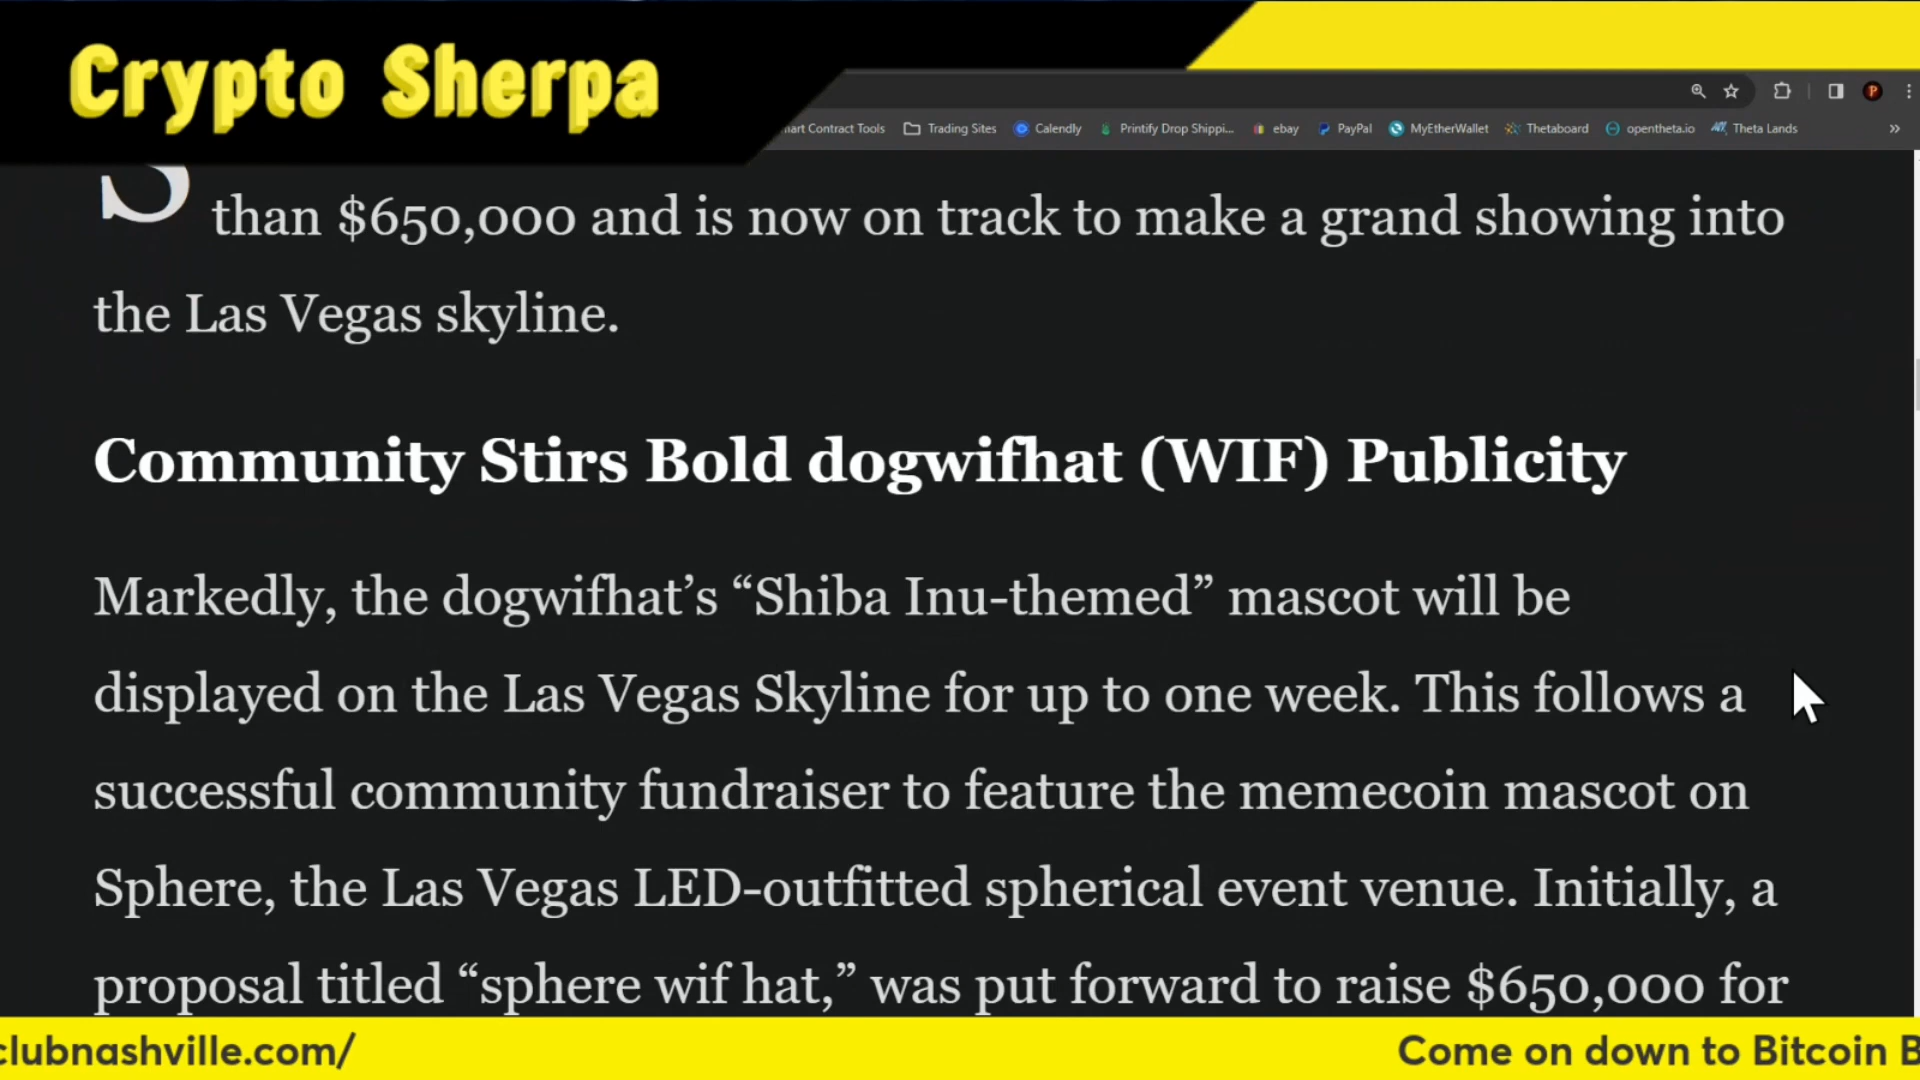 Crypto Sherpa
mart Contract Tools Trading Sites Calendly Printify Drop Shippi... ebay PayPal MyEtherWallet Thetaboard opentheta.io Theta Lands »
S
than $650,000 and is now on track to make a grand showing into
the Las Vegas skyline.
Community Stirs Bold dogwifhat (WIF) Publicity
Markedly, the dogwifhat’s “Shiba Inu-themed” mascot will be
displayed on the Las Vegas Skyline for up to one week. This follows a
successful community fundraiser to feature the memecoin mascot on
Sphere, the Las Vegas LED-outfitted spherical event venue. Initially, a
proposal titled “sphere wif hat,” was put forward to raise $650,000 for
clubnashville.com/ Come on down to Bitcoin B